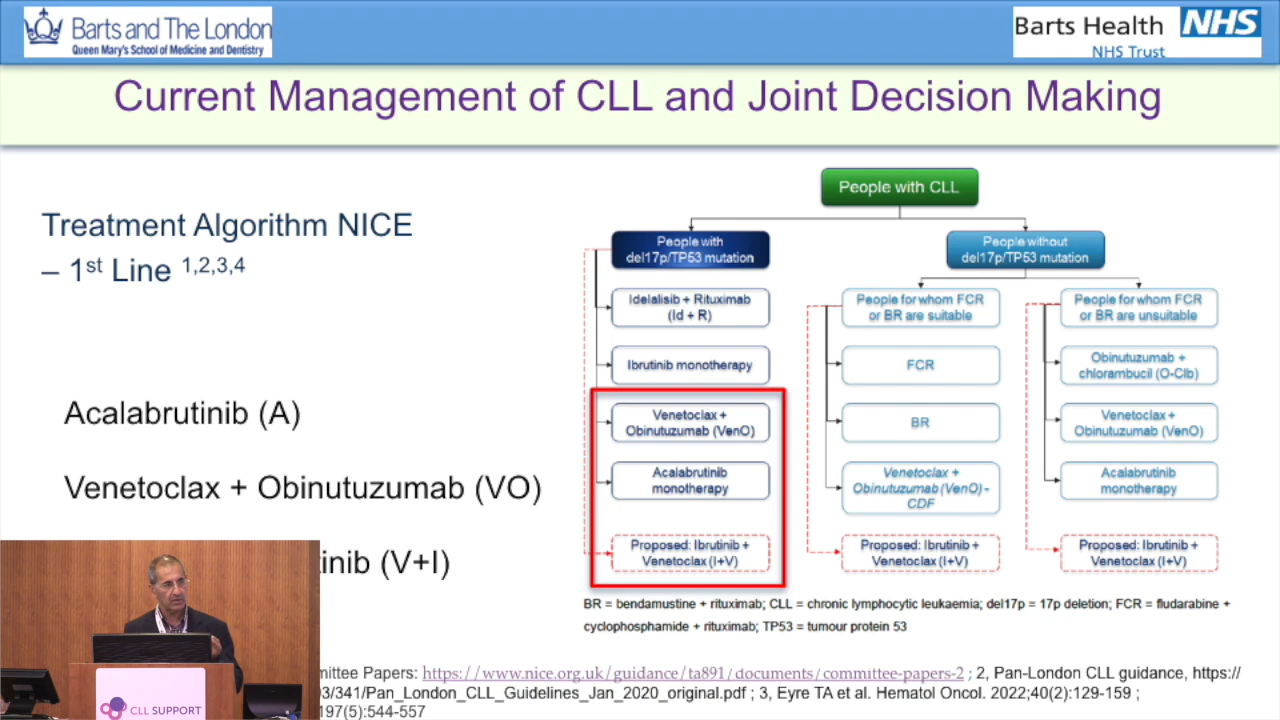 Barts and The London
Queen Mary's School of Medicine and Dentistry
Barts Health NHS
NHS Trust
Current Management of CLL and Joint Decision Making
Treatment Algorithm NICE
– 1st Line 1,2,3,4
Acalabrutinib (A)
Venetoclax + Obinutuzumab (VO)
tinib (V+I)
People with CLL
People with
del17p/TP53 mutation
Idelalisib + Rituximab
(Id + R)
Ibrutinib monotherapy
Venetoclax +
Obinutuzumab (VenO)
Acalabrutinib
monotherapy
Proposed: Ibrutinib +
Venetoclax (I+V)
People without
del17p/TP53 mutation
People for whom FCR
or BR are suitable
FCR
BR
Venetoclax +
Obinutuzumab (VenO) -
CDF
Proposed: Ibrutinib +
Venetoclax (I+V)
People for whom FCR
or BR are unsuitable
Obinutuzumab +
chlorambucil (O-Clb)
Venetoclax +
Obinutuzumab (VenO)
Acalabrutinib
monotherapy
Proposed: Ibrutinib +
Venetoclax (I+V)
BR = bendamustine + rituximab; CLL = chronic lymphocytic leukaemia; del17p = 17p deletion; FCR = fludarabine +
cyclophosphamide + rituximab; TP53 = tumour protein 53
mittee Papers: https://www.nice.org.uk/guidance/ta891/documents/committee-papers-2 ; 2, Pan-London CLL guidance, https://
3/341/Pan_London_CLL_Guidelines_Jan_2020_original.pdf ; 3, Eyre TA et al. Hematol Oncol. 2022;40(2):129-159 ;
197(5):544-557
CLL SUPPORT